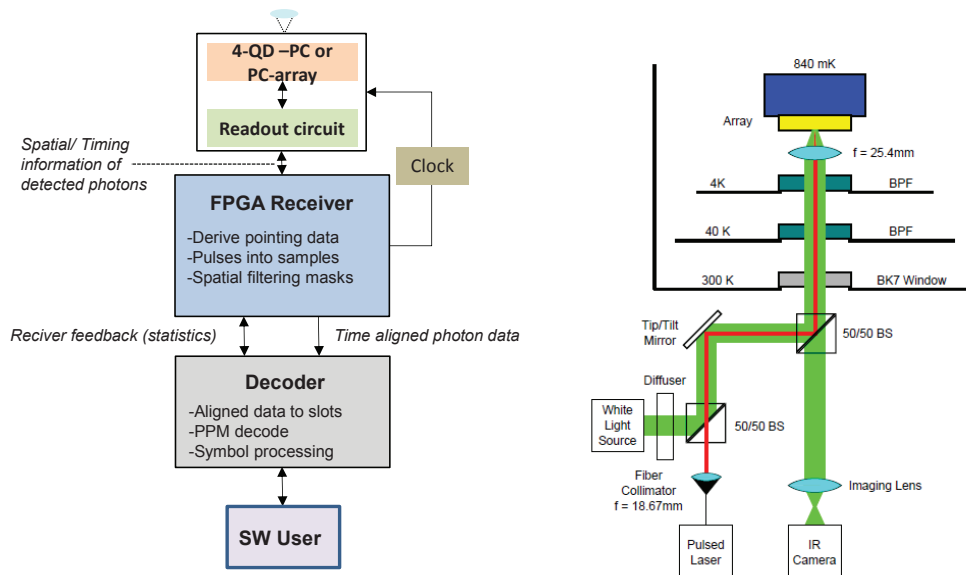 4-QD –PC or
PC-array
Readout circuit
Spatial/ Timing
information of
detected photons
Clock
FPGA Receiver
-Derive pointing data
-Pulses into samples
-Spatial filtering masks
Reciver feedback (statistics)
Time aligned photon data
Decoder
-Aligned data to slots
-PPM decode
-Symbol processing
SW User
840 mK
Array
f = 25.4mm
4K
BPF
40 K
BPF
300 K
BK7 Window
Tip/Tilt
Mirror
50/50 BS
Diffuser
White
Light
Source
50/50 BS
Fiber
Collimator
f = 18.67mm
Imaging Lens
Pulsed
Laser
IR
Camera